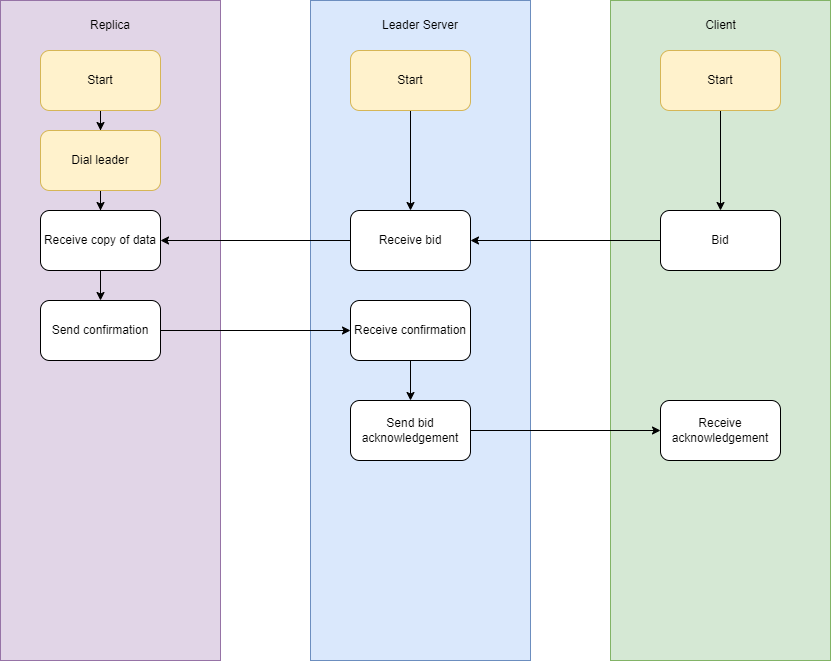 Replica
Leader Server
Client
Start
Start
Start
Dial leader
Receive copy of data
Receive bid
Bid
Send confirmation
Receive confirmation
Send bid
acknowledgement
Receive
acknowledgement